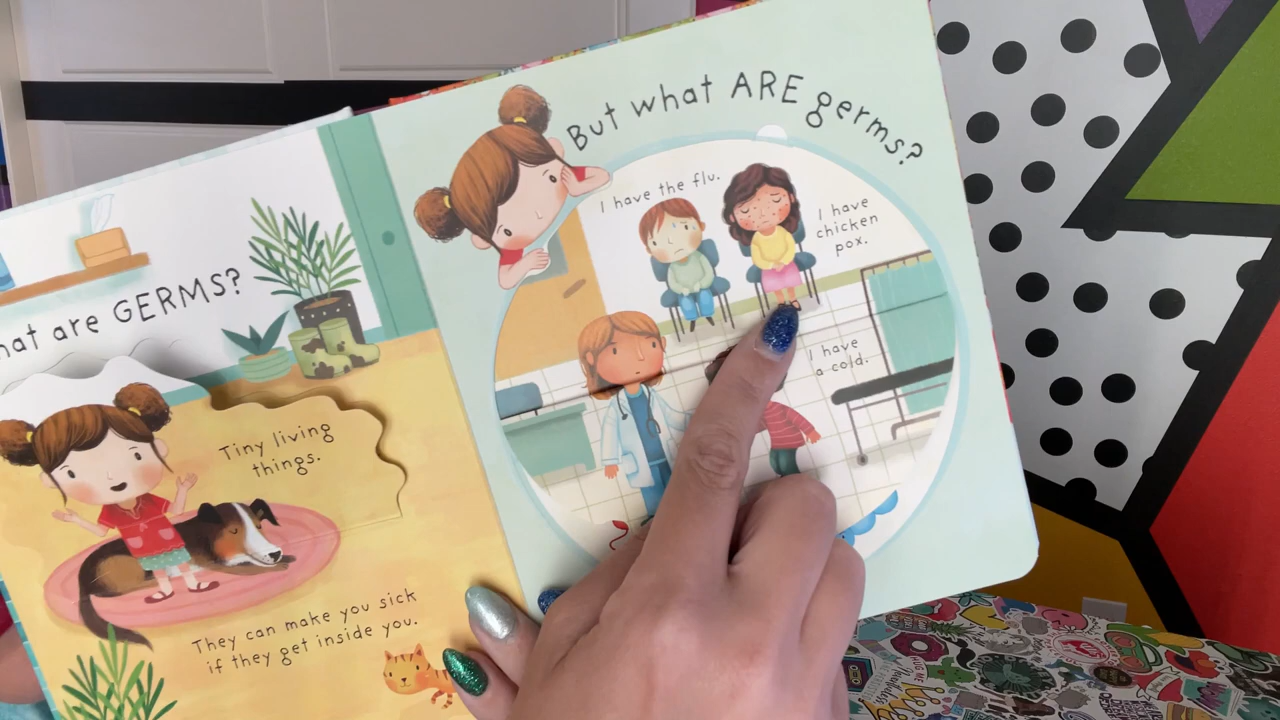 hat are GERMS?
Tiny living
things.
They can make you sick
if they get inside you.
But what ARE germs?
I have the flu.
I have
chicken
pox.
I have
a cold.